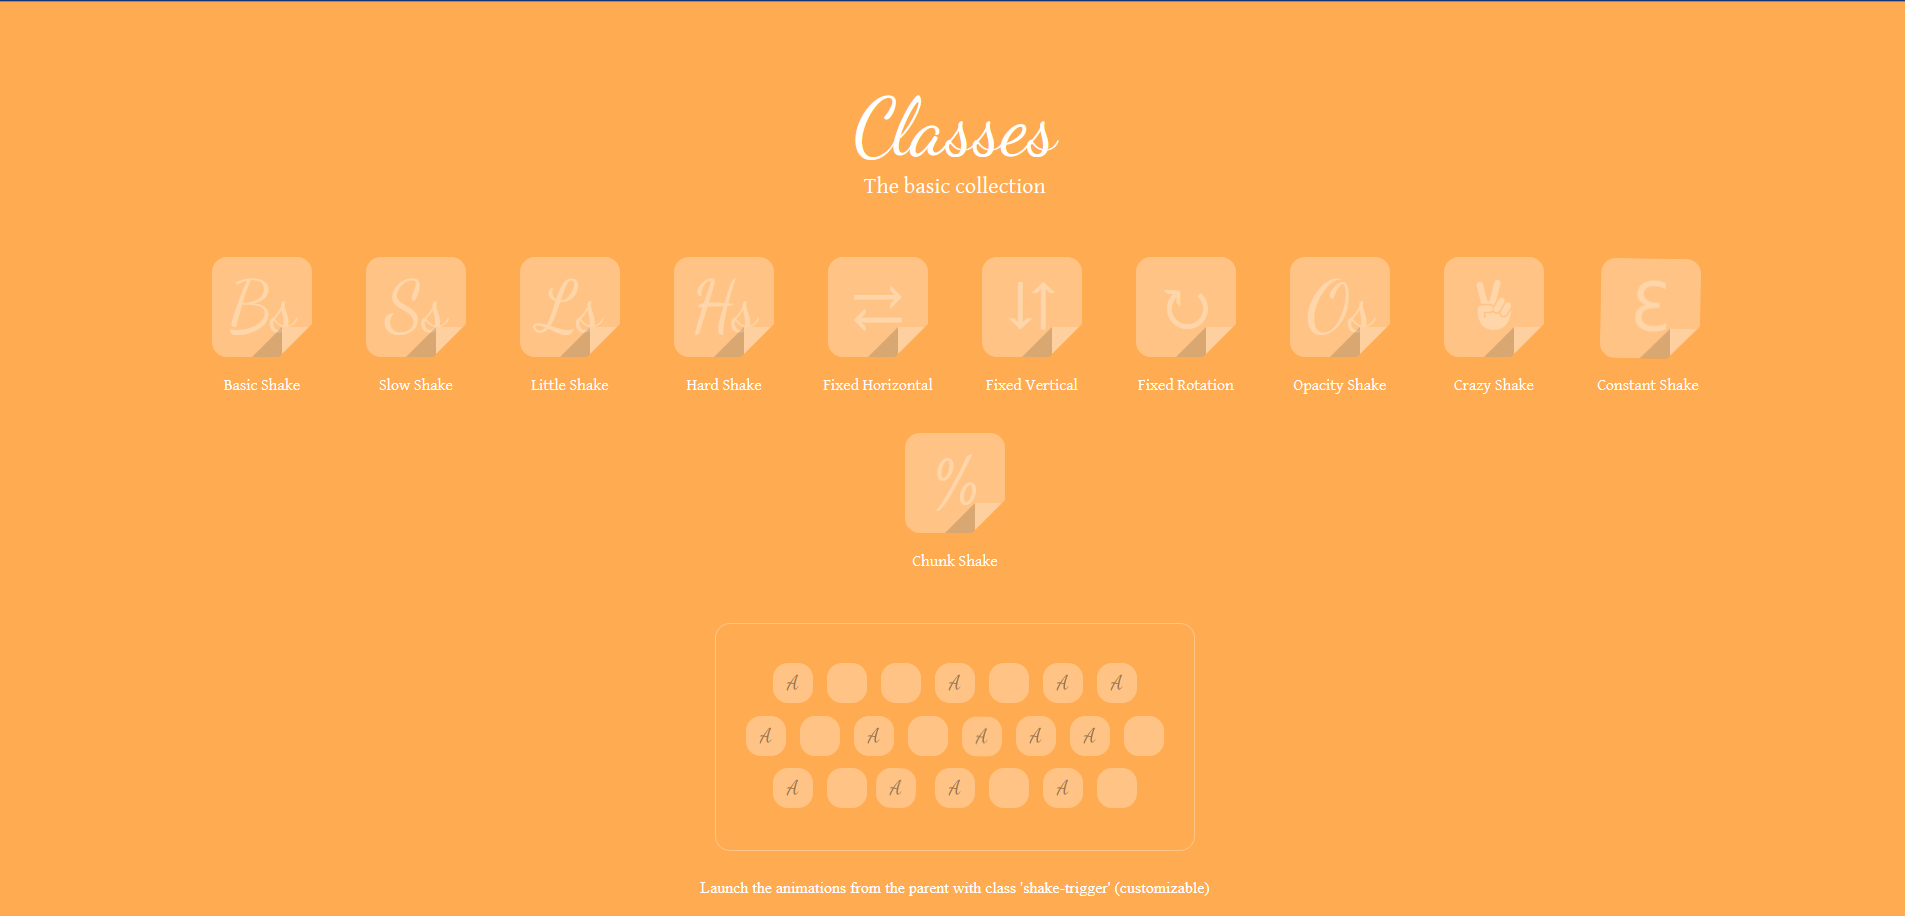 Classes
The basic collection
Bs Ss Ls Hs Os ε
Basic Shake Slow Shake Little Shake Hard Shake Fixed Horizontal Fixed Vertical Fixed Rotation Opacity Shake Crazy Shake Constant Shake
%
Chunk Shake
A A A A
A A A A A
A A A A
Launch the animations from the parent with class 'shake-trigger' (customizable)